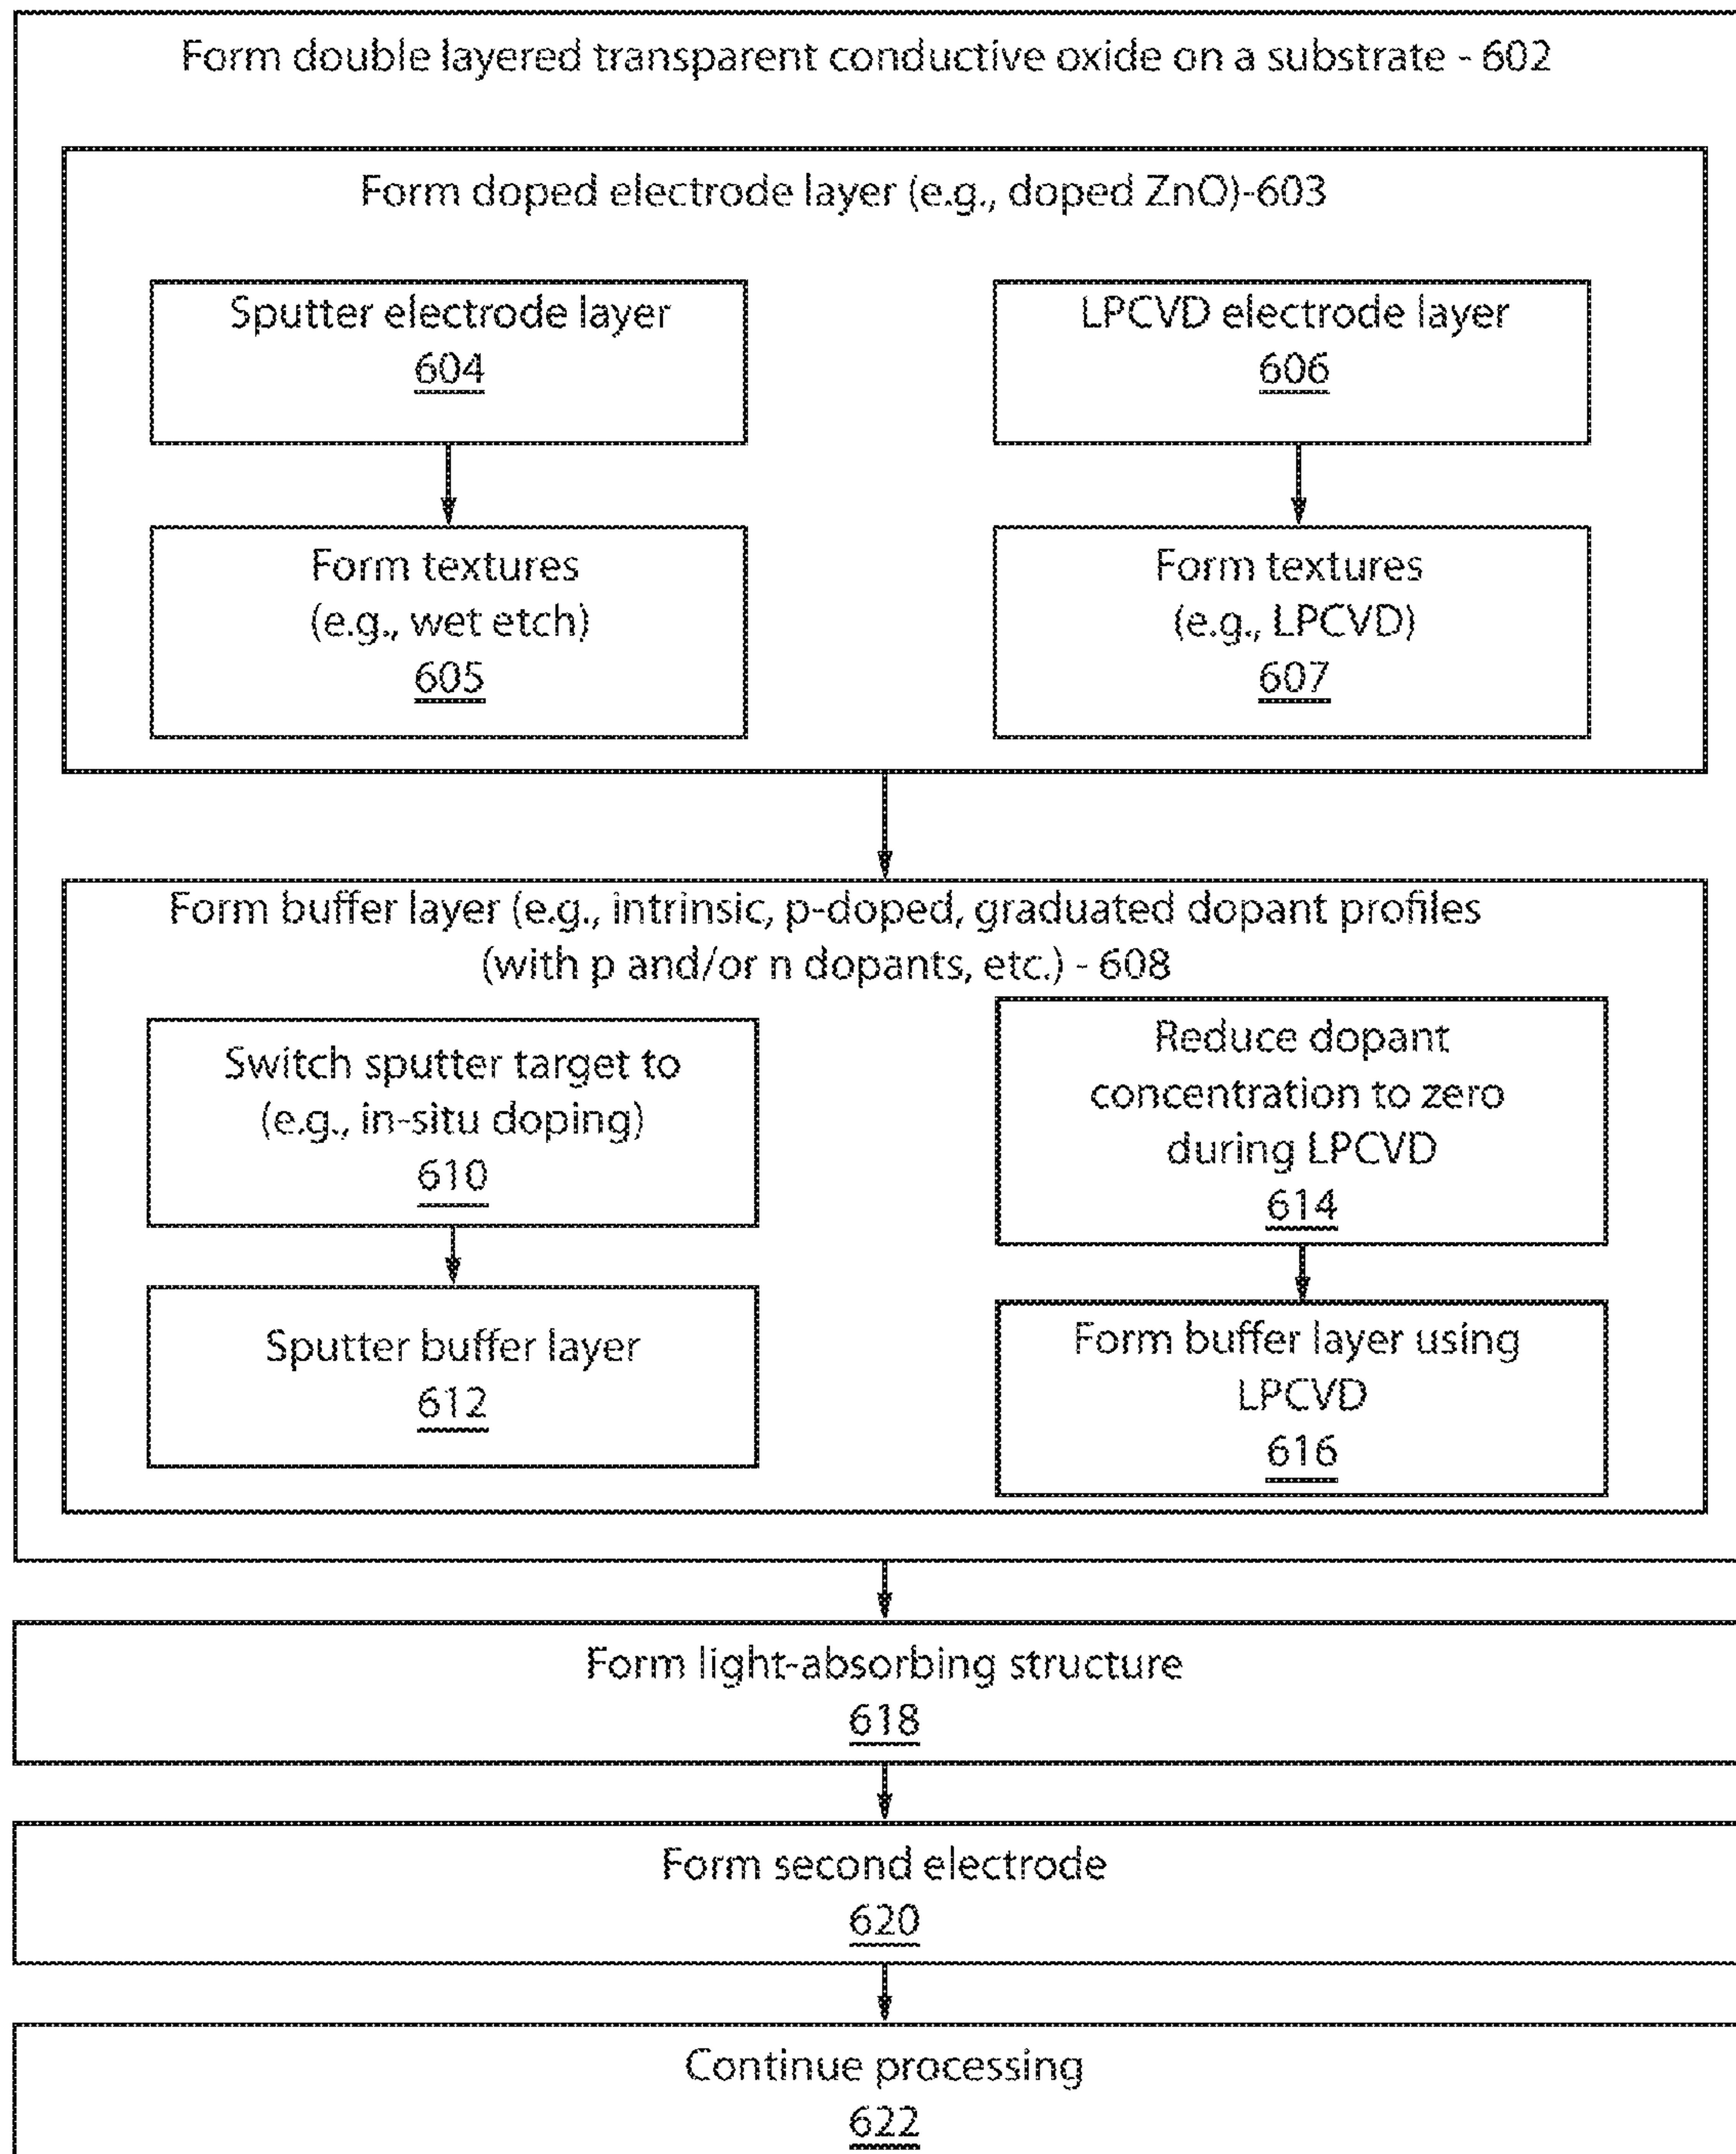 Form double layered transparent conductive oxide on a substrate - 602
Form doped electrode layer (e.g., doped ZnO)-603
Sputter electrode layer
604
LPCVD electrode layer
606
Form textures
(e.g., wet etch)
605
Form textures
(e.g., LPCVD)
607
Form buffer layer (e.g., intrinsic, p-doped, graduated dopant profiles
(with p and/or n dopants, etc.) - 608
Switch sputter target to
(e.g., in-situ doping)
610
Reduce dopant
concentration to zero
during LPCVD
614
Sputter buffer layer
612
Form buffer layer using
LPCVD
616
Form light-absorbing structure
618
Form second electrode
620
Continue processing
622